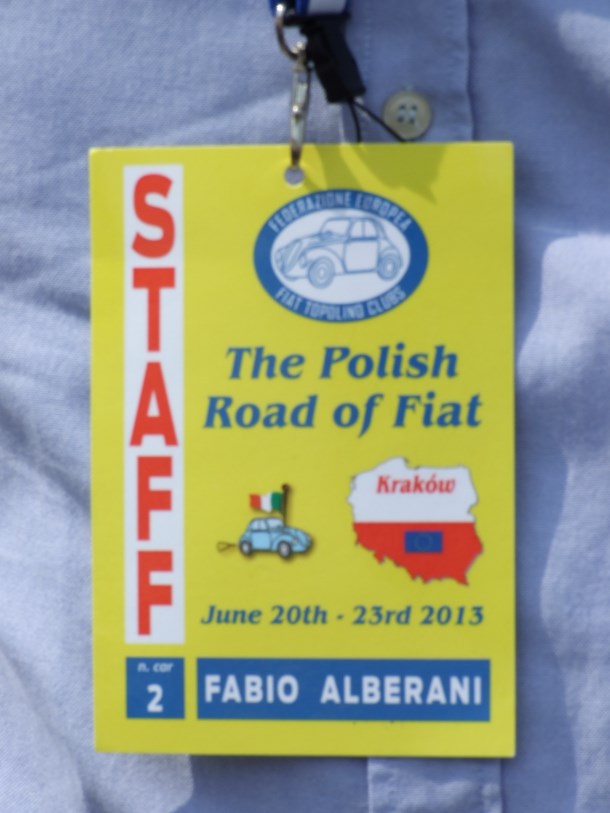 STAFF
FEDERAZIONE EUROPEA
FIAT TOPOLINO CLUBS
The Polish
Road of Fiat
Kraków
June 20th - 23rd 2013
n. car
2
FABIO ALBERANI